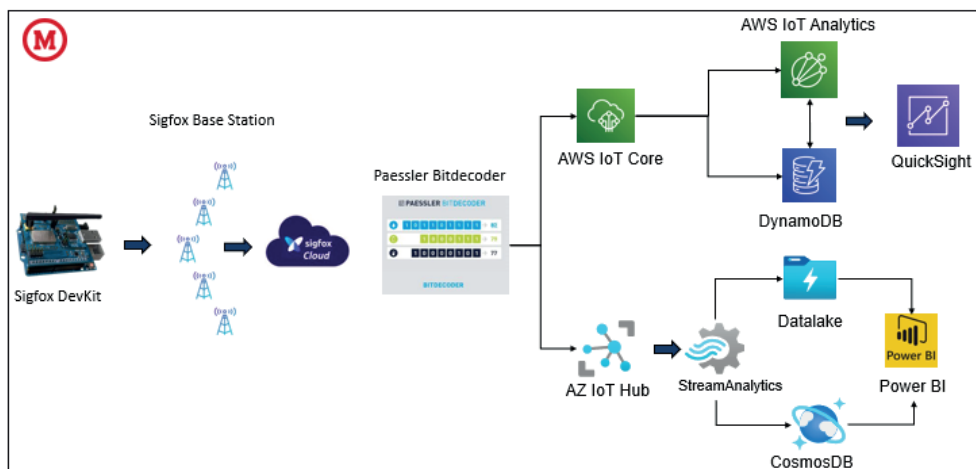 M
AWS IoT Analytics
Sigfox Base Station
AWS IoT Core
QuickSight
Paessler Bitdecoder
DynamoDB
PAESSLER BITDECODER
sigfox
Cloud
BITDECODER
Sigfox DevKit
Datalake
Power BI
AZ IoT Hub
StreamAnalytics
Power BI
CosmosDB